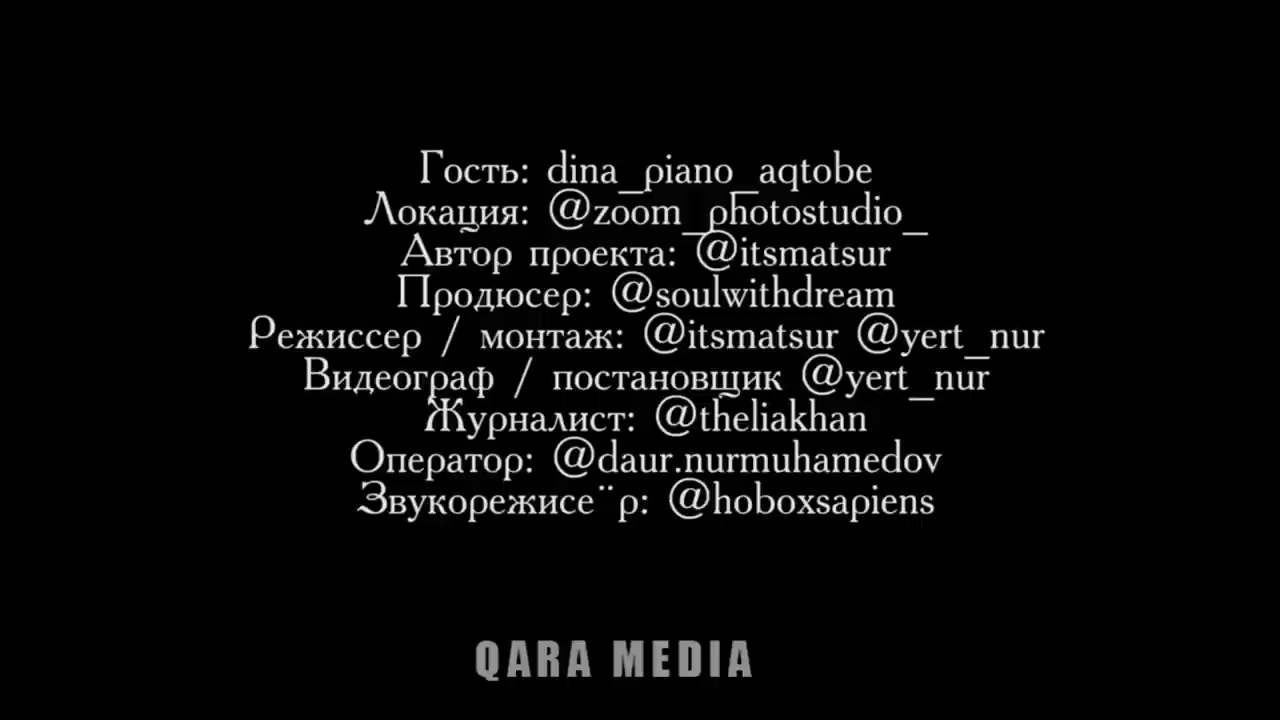 Гость: dina_piano_aqtobe
Локация: @zoom_photostudio_
Автор проекта: @itsmatsur
Продюсер: @soulwithdream
Режиссер / монтаж: @itsmatsur @yert_nur
Видеограф / постановщик @yert_nur
Журналист: @theliakhan
Оператор: @daur.nurmuhamedov
Звукорежисе¨р: @hoboxsapiens
QARA MEDIA